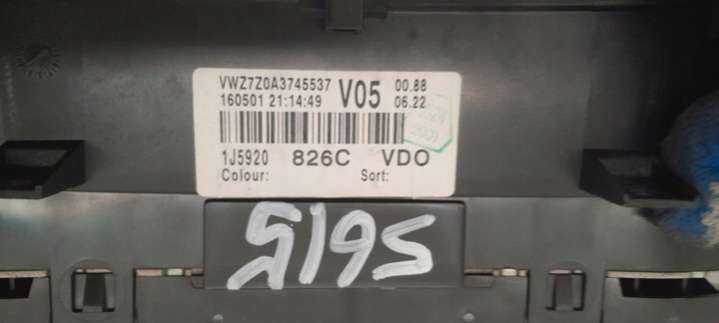 VWZ7Z0A3745537
160501 21:14:49
V05
00.88
06.22
1J5920 826C VDO
Colour: Sort:
5195